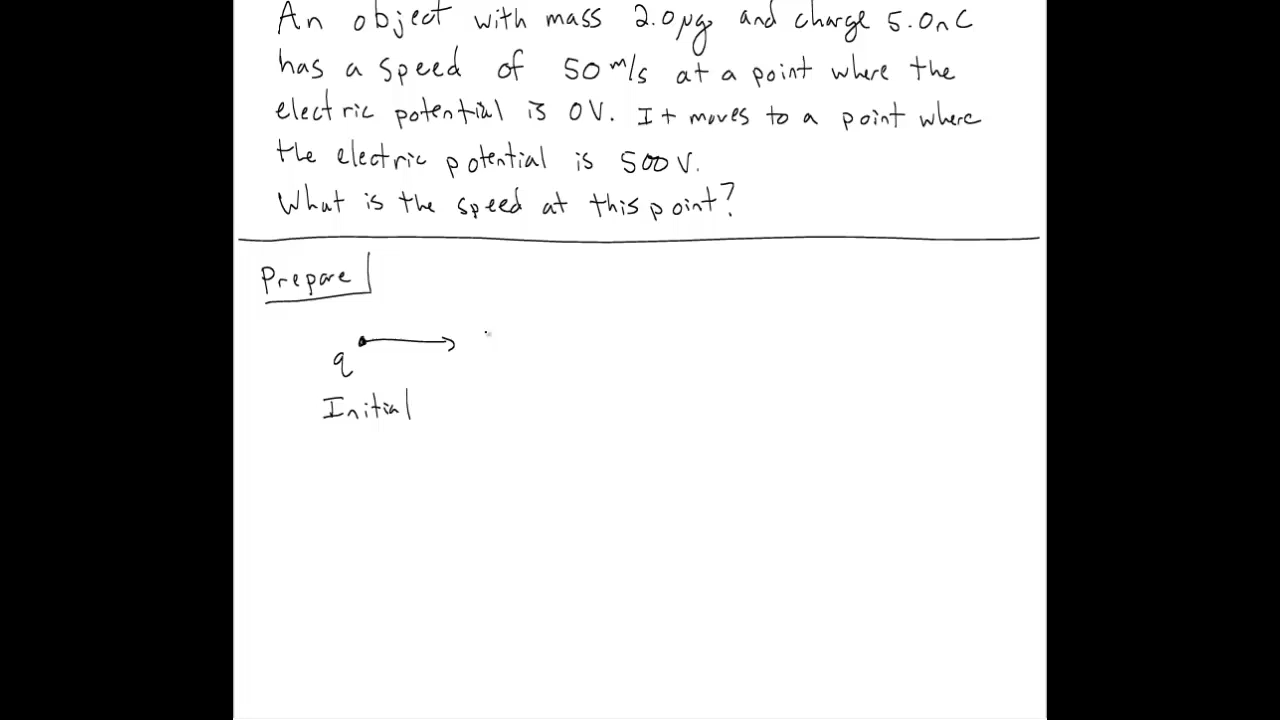 An object with mass 2.0μg and charge 5.0nC
has a speed of 50 m/s at a point where the
electric potential is 0V. It moves to a point where
the electric potential is 500V.
What is the speed at this point?
Prepare
q
Initial